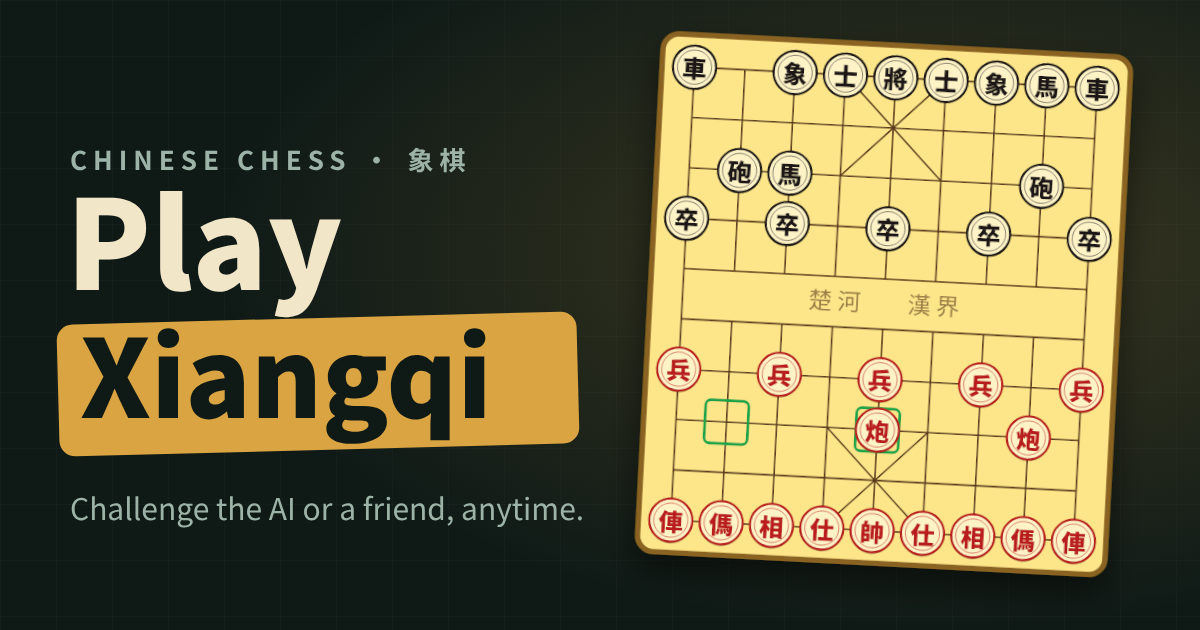 CHINESE CHESS • 象棋
Play
Xiangqi
Challenge the AI or a friend, anytime.
車 象 士 將 士 象 馬 車
砲 馬 砲
卒 卒 卒 卒 卒
楚河 漢界
兵 兵 兵 兵 兵
炮 炮
俥 傌 相 仕 帥 仕 相 傌 俥